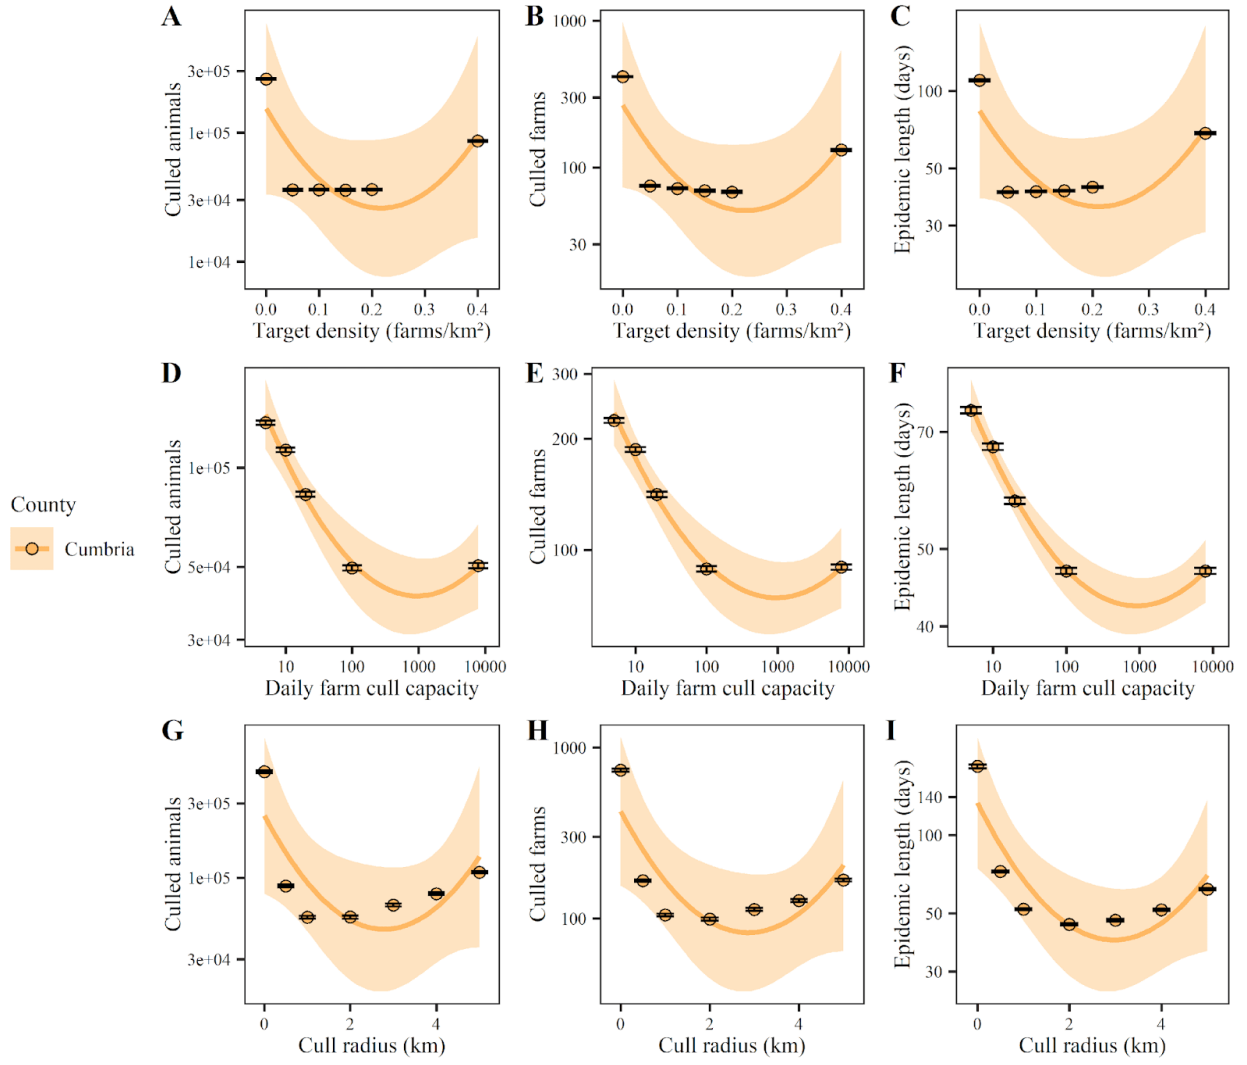 A
B
C
Culled animals
3e+05
1e+05
3e+04
1e+04
0.0 0.1 0.2 0.3 0.4
Target density (farms/km²)
Culled farms
1000
300
100
30
0.0 0.1 0.2 0.3 0.4
Target density (farms/km²)
Epidemic length (days)
100
50
30
0.0 0.1 0.2 0.3 0.4
Target density (farms/km²)
D
E
F
Culled animals
1e+05
5e+04
3e+04
10 100 1000 10000
Daily farm cull capacity
Culled farms
300
200
100
10 100 1000 10000
Daily farm cull capacity
Epidemic length (days)
70
50
40
10 100 1000 10000
Daily farm cull capacity
County
Cumbria
G
H
I
Culled animals
3e+05
1e+05
3e+04
0 2 4
Cull radius (km)
Culled farms
1000
300
100
0 2 4
Cull radius (km)
Epidemic length (days)
140
100
50
30
0 2 4
Cull radius (km)